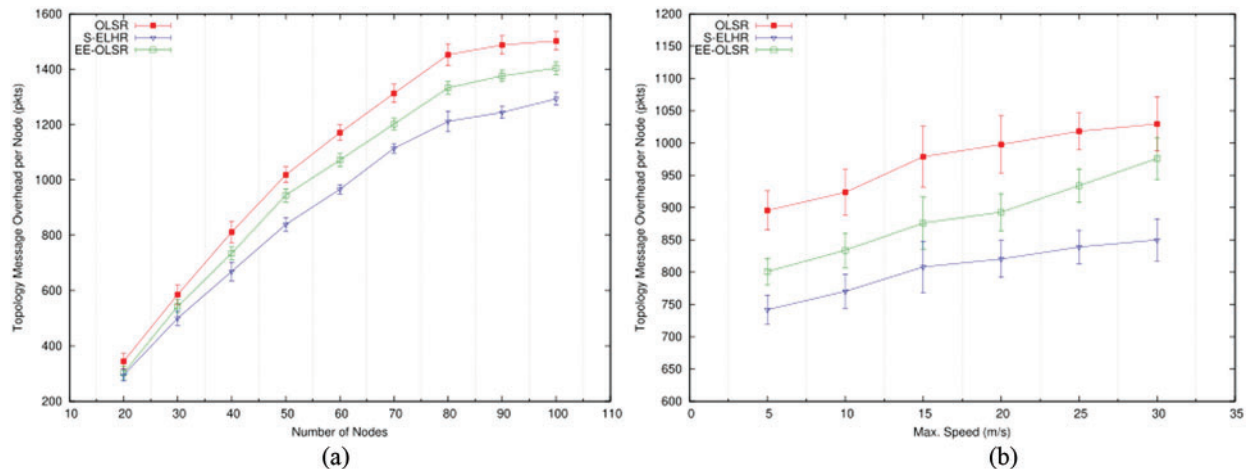 Topology Message Overhead per Node (pkts)
1600
1400
1200
1000
800
600
400
200
OLSR
S-ELHR
EE-OLSR
10 20 30 40 50 60 70 80 90 100 110
Number of Nodes
(a)
Topology Message Overhead per Node (pkts)
1200
1150
1100
1050
1000
950
900
850
800
750
700
650
600
OLSR
S-ELHR
EE-OLSR
0 5 10 15 20 25 30 35
Max. Speed (m/s)
(b)